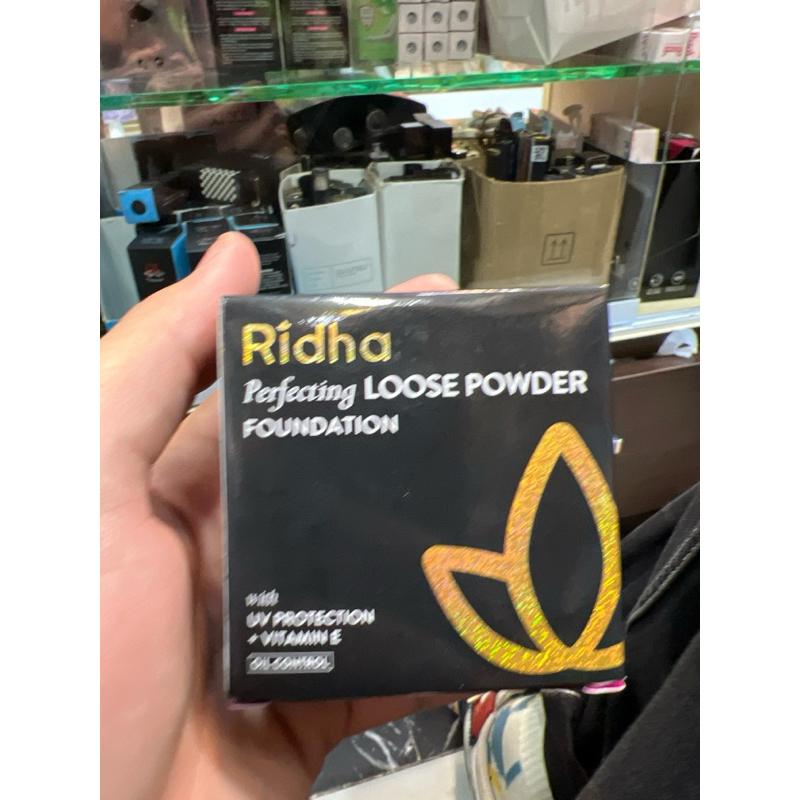 Ridha
Perfecting LOOSE POWDER
FOUNDATION
with
UV PROTECTION
+ VITAMIN E
OIL CONTROL